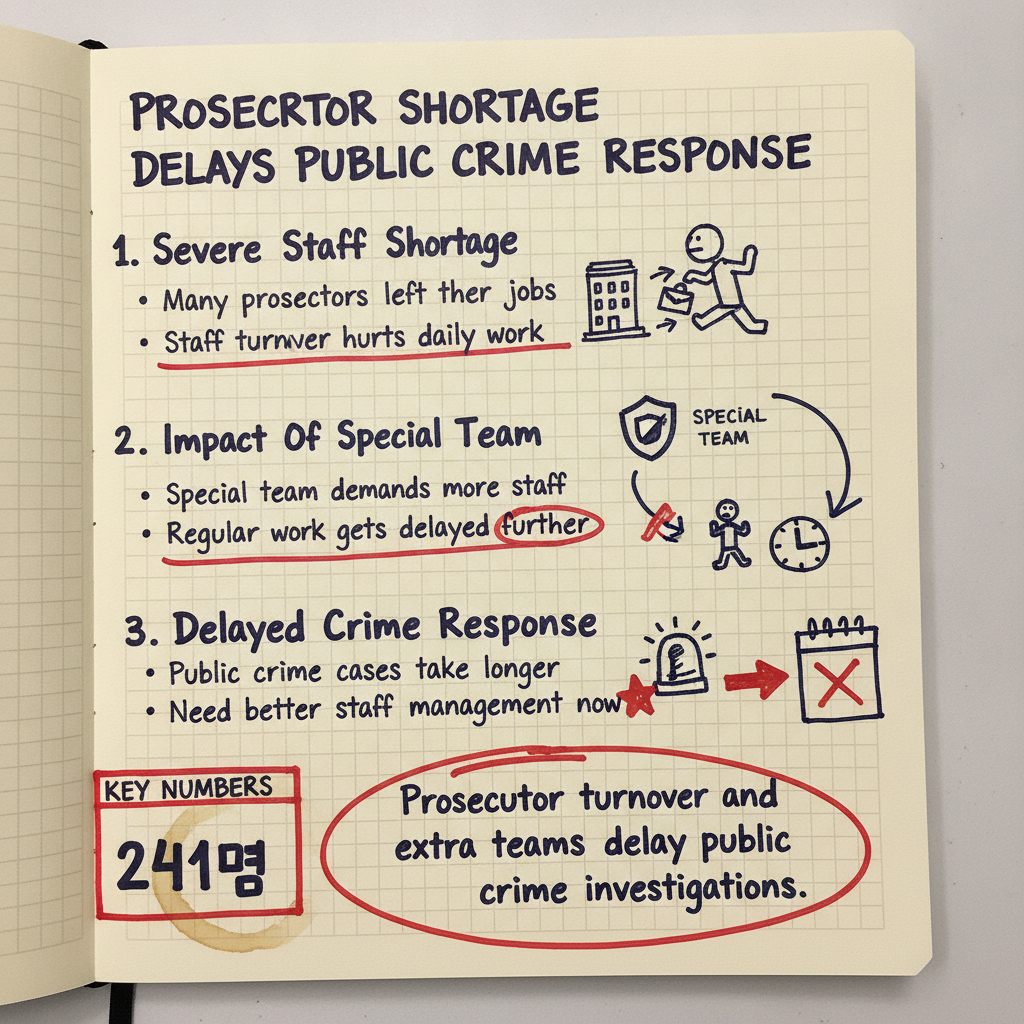 PROSECRTOR SHORTAGE
DELAYS PUBLIC CRIME RESPONSE
1. Severe Staff Shortage
• Many prosectors left ther jobs
• Staff turnver hurts daily work
2. Impact Of Special Team
• Special team demands more staff
• Regular work gets delayed further
SPECIAL
TEAM
3. Delayed Crime Response
• Public crime cases take longer
• Need better staff management now
KEY NUMBERS
241명
Prosecutor turnover and
extra teams delay public
crime investigations.